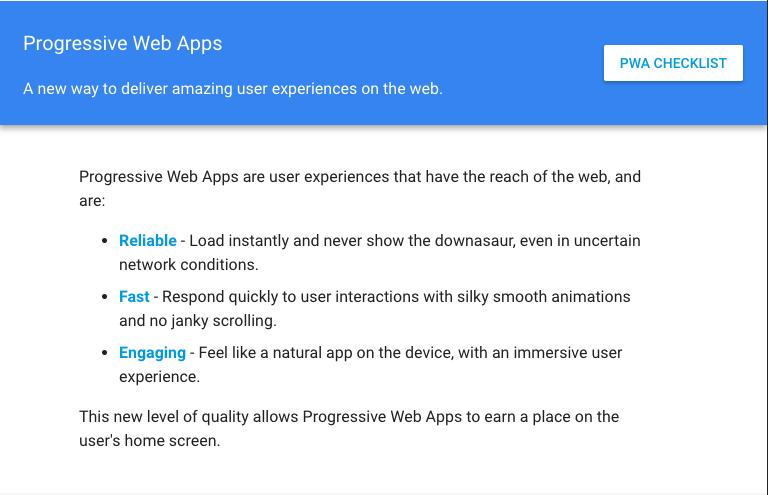 Progressive Web Apps
A new way to deliver amazing user experiences on the web.
PWA CHECKLIST
Progressive Web Apps are user experiences that have the reach of the web, and
are:
• Reliable - Load instantly and never show the downasaur, even in uncertain
network conditions.
• Fast - Respond quickly to user interactions with silky smooth animations
and no janky scrolling.
• Engaging - Feel like a natural app on the device, with an immersive user
experience.
This new level of quality allows Progressive Web Apps to earn a place on the
user's home screen.